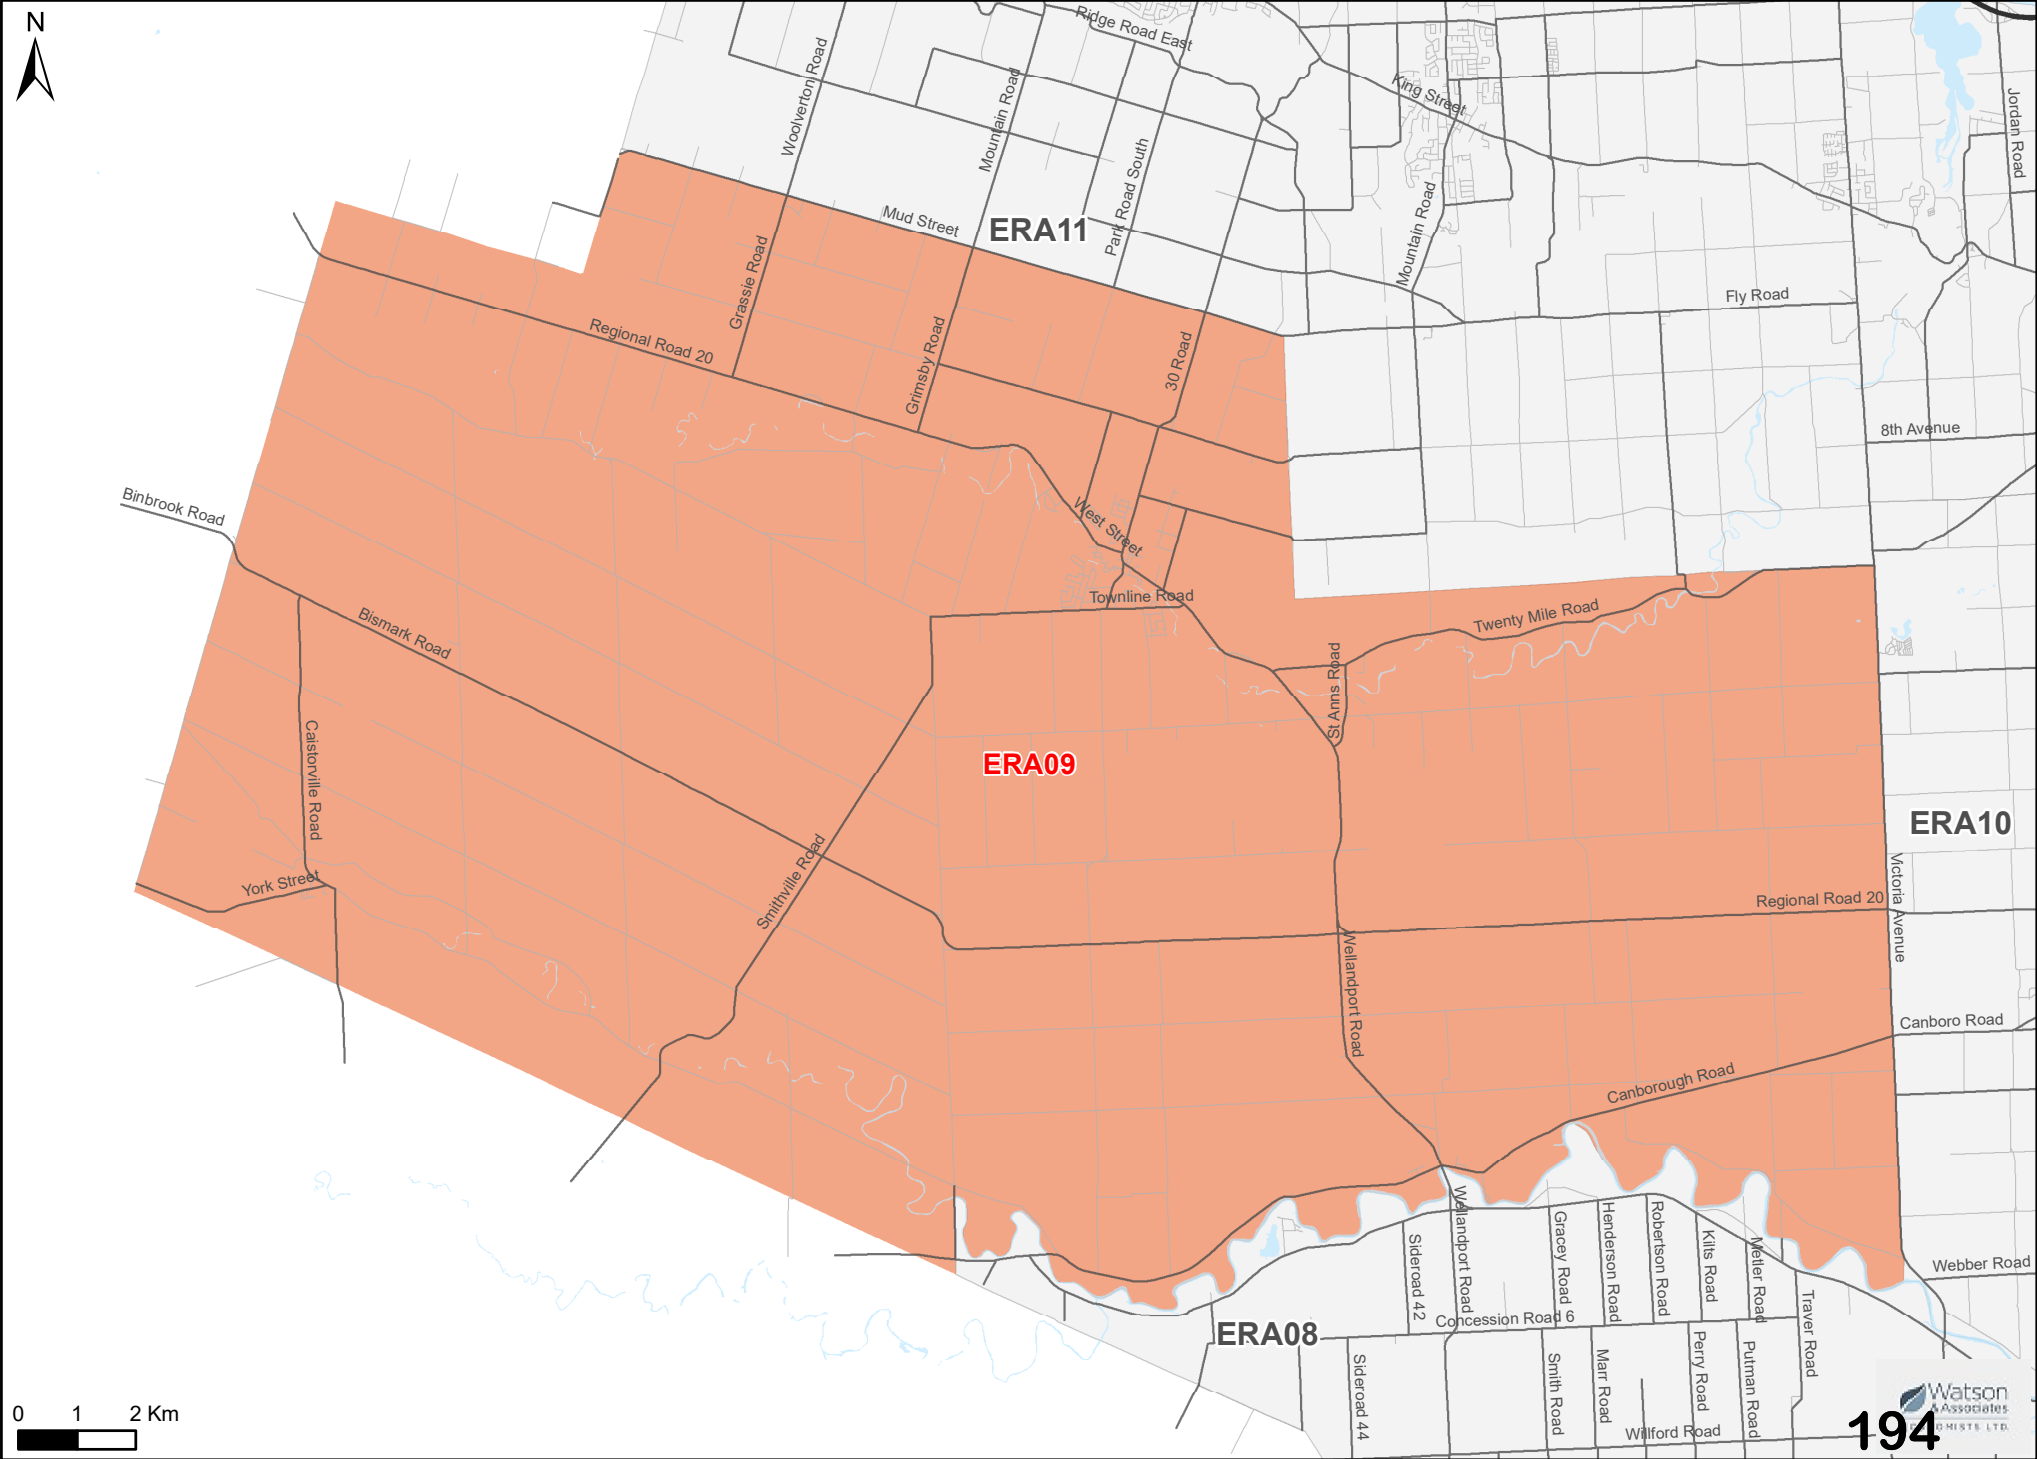 N
Ridge Road East
King Street
Woolverton Road
Mountain Road
Jordan Road
Park Road South
Mountain Road
Mud Street
ERA11
Grassie Road
Fly Road
Regional Road 20
Grimsby Road
30 Road
8th Avenue
Binbrook Road
West Street
Townline Road
Twenty Mile Road
Bismark Road
St Anns Road
Caistorville Road
ERA09
ERA10
York Street
Smithville Road
Victoria Avenue
Regional Road 20
Wellandport Road
Canboro Road
Canborough Road
Wellandport Road
Sideroad 42
Gracey Road
Henderson Road
Robertson Road
Kilts Road
Metler Road
Traver Road
Webber Road
ERA08
Concession Road 6
Sideroad 44
Smith Road
Marr Road
Perry Road
Putman Road
Willford Road
0 1 2 Km
Watson
& Associates
194